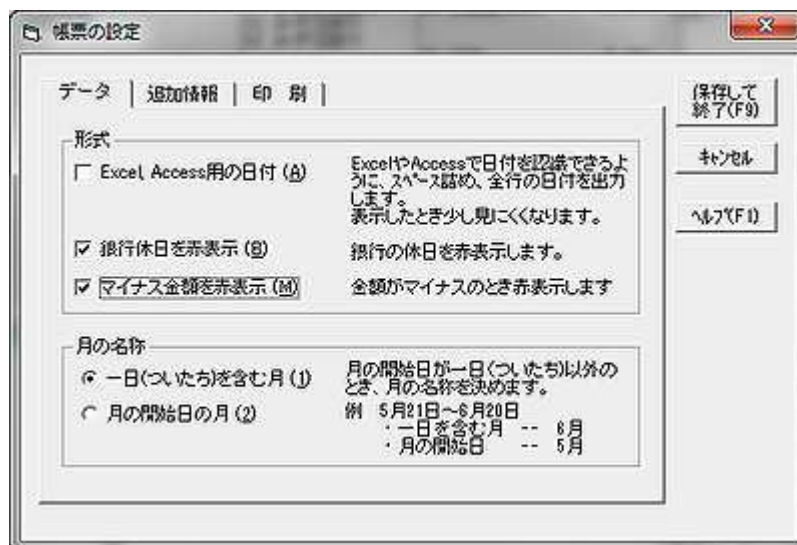 帳票の設定
データ
追加情報
印 刷
保存して
終了(F9)
キャンセル
ヘルプ(F1)
形式
Excel, Access用の日付(A)
ExcelやAccessで日付を認識できるよ
うに、スペース詰め、全行の日付を出力
します。
表示したとき少し見にくくなります。
銀行休日を赤表示(B)
銀行の休日を赤表示します。
マイナス金額を赤表示(M)
金額がマイナスのとき赤表示します
月の名称
一日(ついたち)を含む月(1)
月の開始日の月(2)
月の開始日が一日(ついたち)以外の
とき、月の名称を決めます。
例 5月21日～6月20日
・一日を含む月 -- 6月
・月の開始日 -- 5月